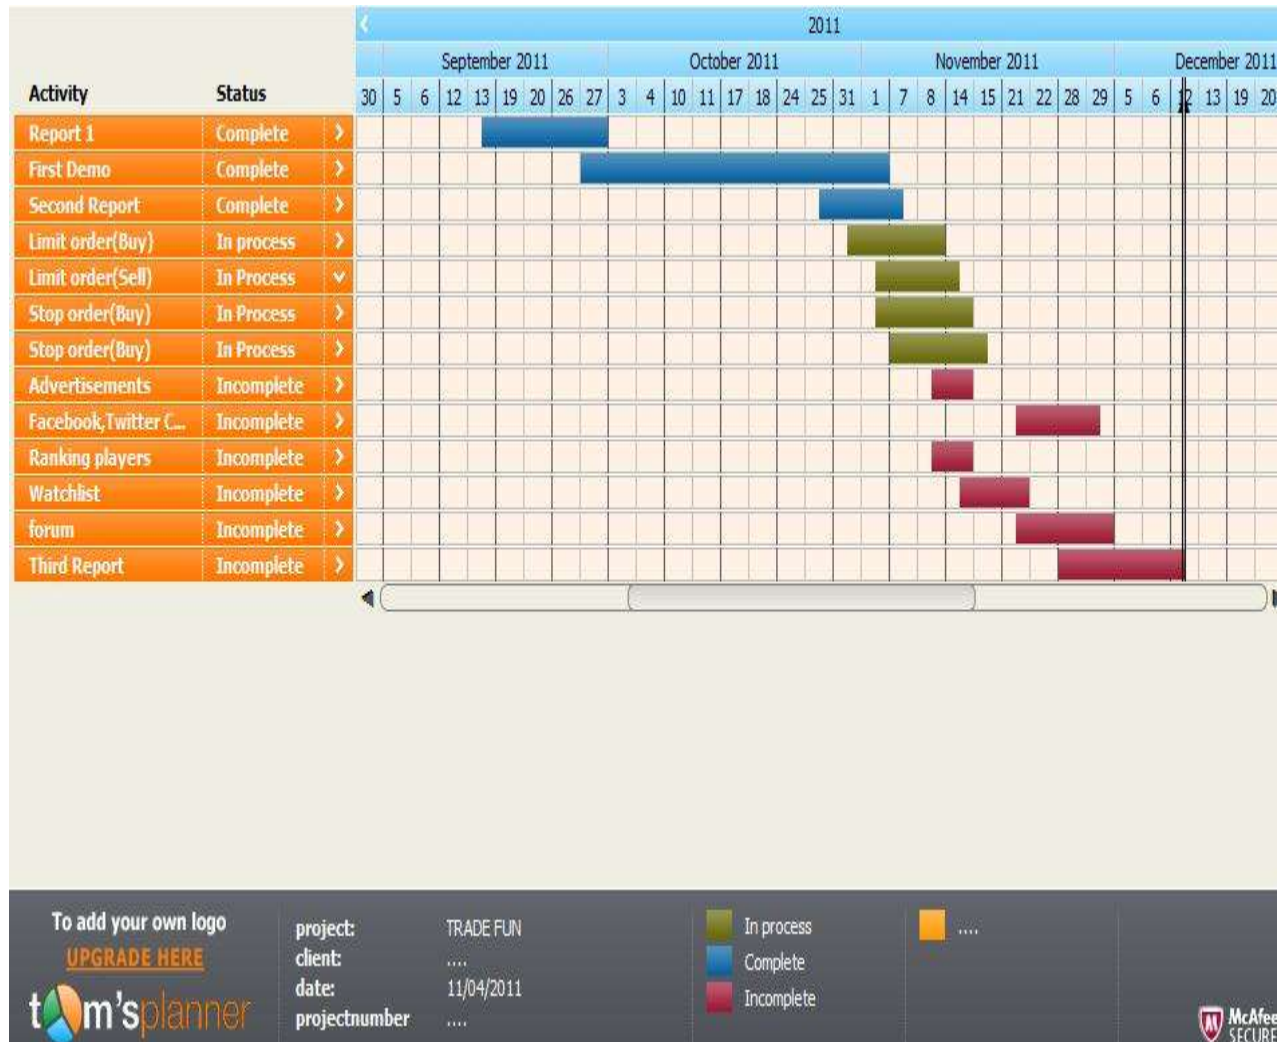 2011
September 2011 October 2011 November 2011 December 2011
Activity Status 30 5 6 12 13 19 20 26 27 3 4 10 11 17 18 24 25 31 1 7 8 14 15 21 22 28 29 5 6 12 13 19 20
Report 1 Complete
First Demo Complete
Second Report Complete
Limit order(Buy) In process
Limit order(Sell) In Process
Stop order(Buy) In Process
Stop order(Buy) In Process
Advertisements Incomplete
Facebook,Twitter C... Incomplete
Ranking players Incomplete
Watchlist Incomplete
forum Incomplete
Third Report Incomplete
To add your own logo
UPGRADE HERE
tom'splanner
project: TRADE FUN
client: ....
date: 11/04/2011
projectnumber ....
In process
Complete
Incomplete
....
McAfee
SECURE